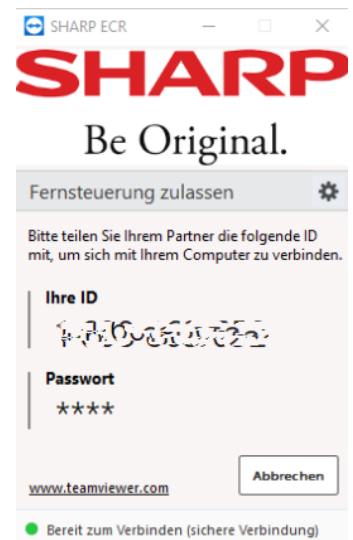 SHARP ECR
SHARP
Be Original.
Fernsteuerung zulassen
Bitte teilen Sie Ihrem Partner die folgende ID
mit, um sich mit Ihrem Computer zu verbinden.
Ihre ID
Passwort
****
Abbrechen
www.teamviewer.com
Bereit zum Verbinden (sichere Verbindung)